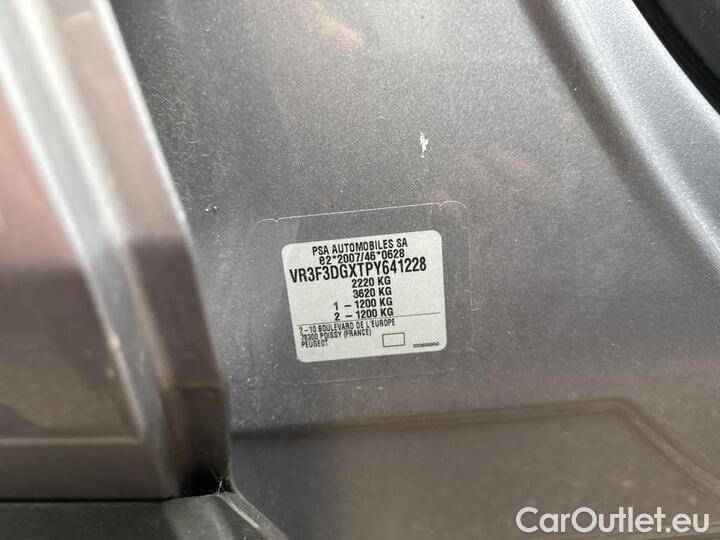 PSA AUTOMOBILES SA
e2*2007/46*0628
VR3F3DGXTPY641228
2220 KG
3620 KG
1 - 1200 KG
2 - 1200 KG
2-10 BOULEVARD DE L'EUROPE
78300 POISSY (FRANCE)
PEUGEOT
CarOutlet.eu